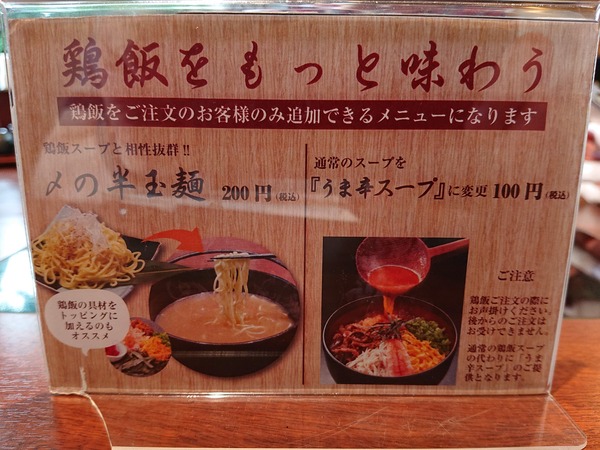 鶏飯をもっと味わう
鶏飯をご注文のお客様のみ追加できるメニューになります
鶏飯スープと相性抜群!!
〆の半玉麺 200円(税込)
鶏飯の具材を
トッピングに
加えるのも
オススメ
通常のスープを
『うま辛スープ』に変更 100円(税込)
ご注意
鶏飯ご注文の際に
お声掛けください。
後からのご注文は
お受けできません。
通常の鶏飯スープ
の代わりに「うま
辛スープ」のご提
供となります。